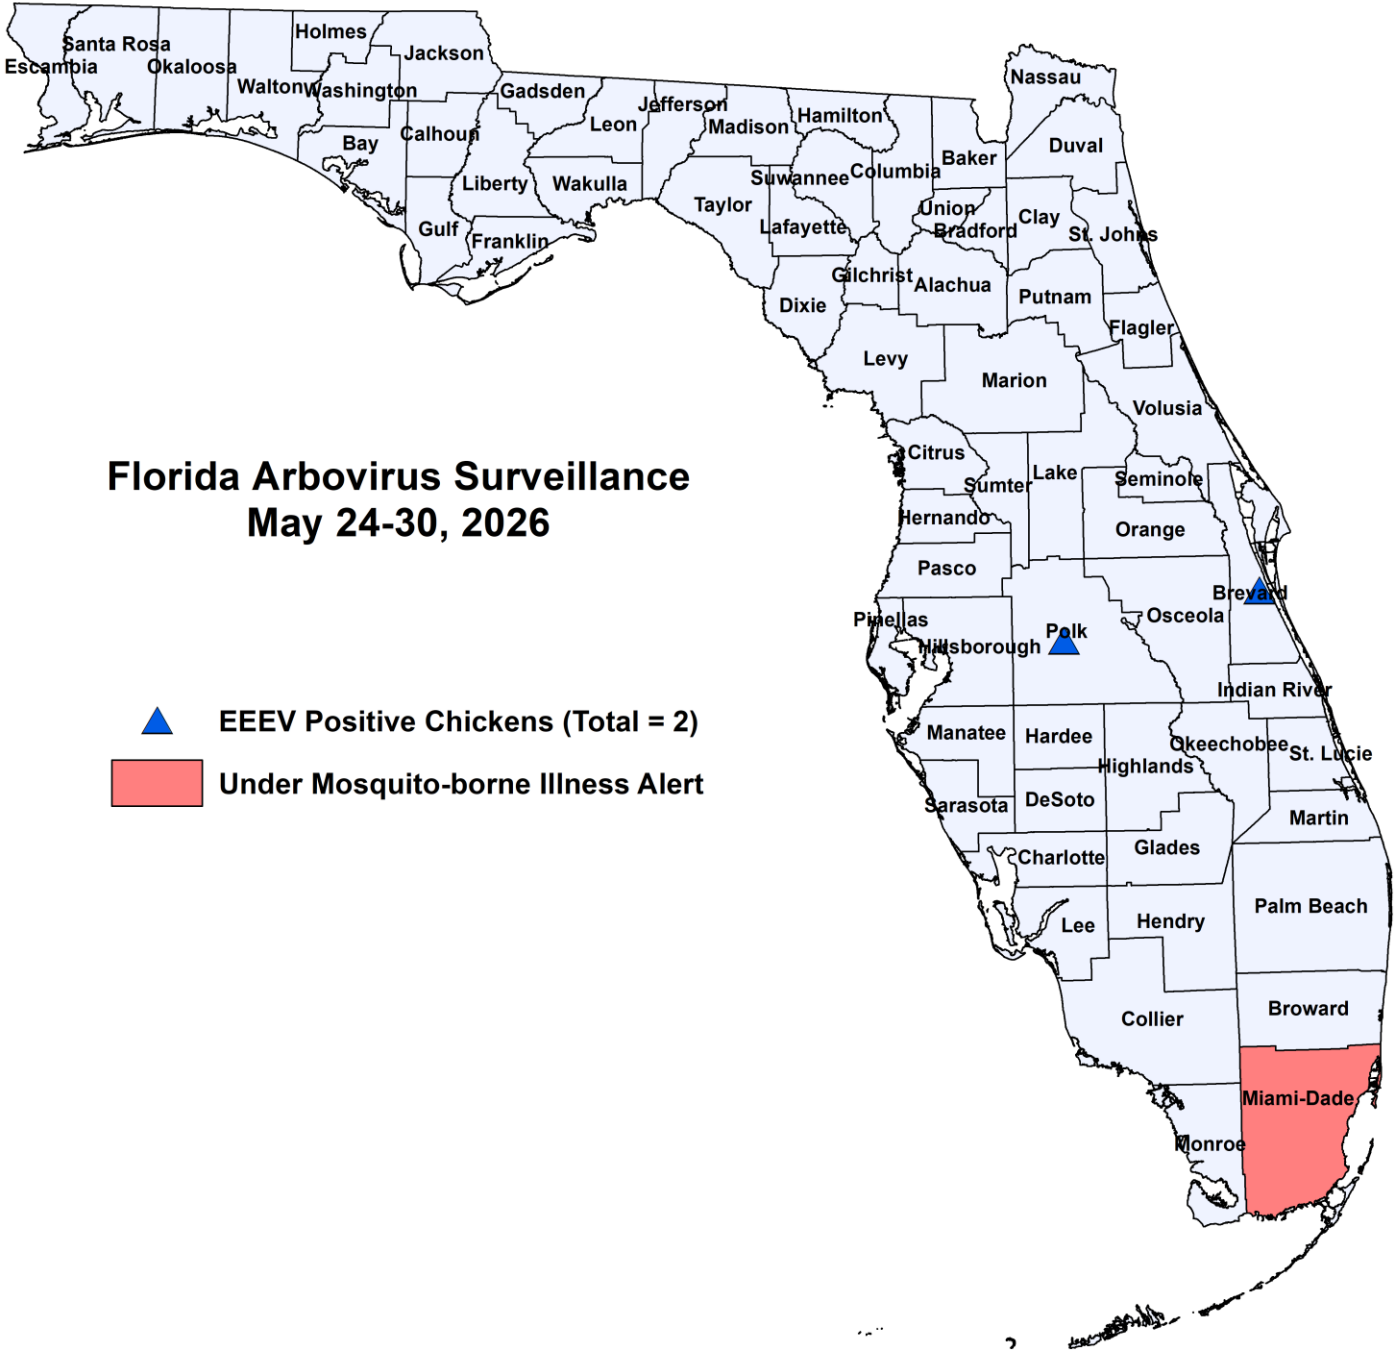 Holmes
Santa Rosa
Jackson
Escambia
Okaloosa
Walton
Washington
Gadsden
Nassau
Jefferson
Hamilton
Leon
Madison
Calhoun
Bay
Duval
Baker
Columbia
Suwannee
Liberty
Wakulla
Taylor
Union
Clay
Lafayette
Gulf
Bradford
St. Johns
Franklin
Gilchrist
Alachua
Putnam
Dixie
Flagler
Levy
Marion
Volusia
Citrus
Lake
Florida Arbovirus Surveillance
May 24-30, 2026
Sumter
Seminole
Hernando
Orange
Pasco
Brevard
Pinellas
Osceola
Polk
Hillsborough
Indian River
EEEV Positive Chickens (Total = 2)
Manatee
Hardee
Okeechobee
St. Lucie
Highlands
Under Mosquito-borne Illness Alert
Sarasota
DeSoto
Martin
Glades
Charlotte
Palm Beach
Lee
Hendry
Broward
Collier
Miami-Dade
Monroe